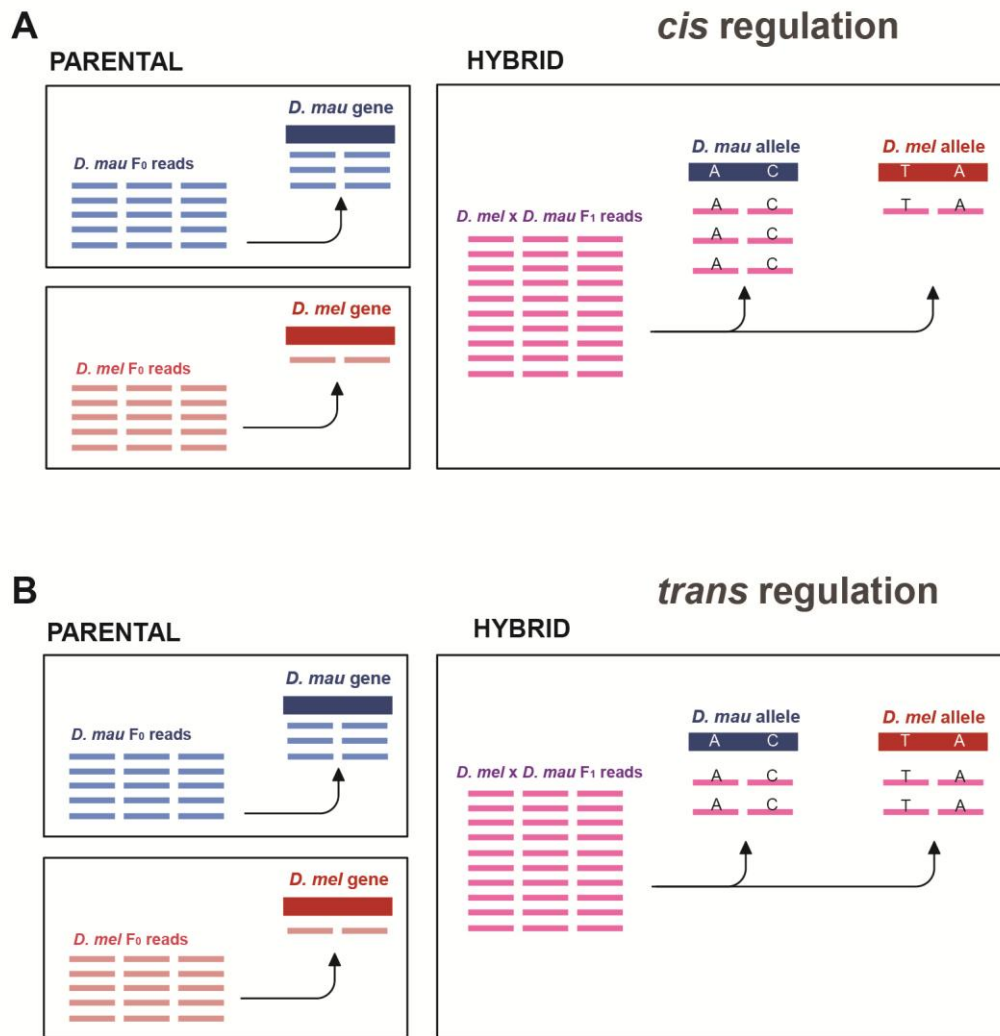 A
cis regulation
PARENTAL
HYBRID
D. mau gene
D. mau F0 reads
D. mel gene
D. mel F0 reads
D. mau allele
D. mel allele
A C
T A
D. mel x D. mau F1 reads
A C
T A
A C
A C
B
trans regulation
PARENTAL
HYBRID
D. mau gene
D. mau F0 reads
D. mel gene
D. mel F0 reads
D. mau allele
D. mel allele
A C
T A
D. mel x D. mau F1 reads
A C
T A
A C
T A